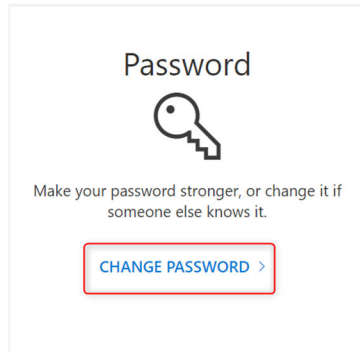 Password
Make your password stronger, or change it if
someone else knows it.
CHANGE PASSWORD >